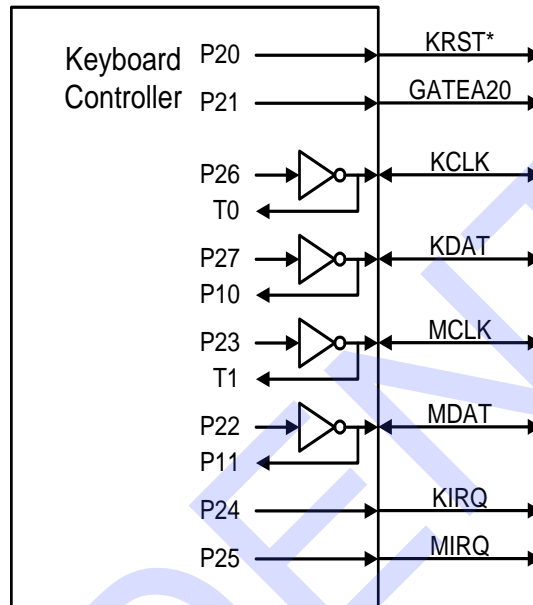 Keyboard
Controller
P20 KRST*
P21 GATEA20
P26 KCLK
T0
P27 KDAT
P10
P23 MCLK
T1
P22 MDAT
P11
P24 KIRQ
P25 MIRQ